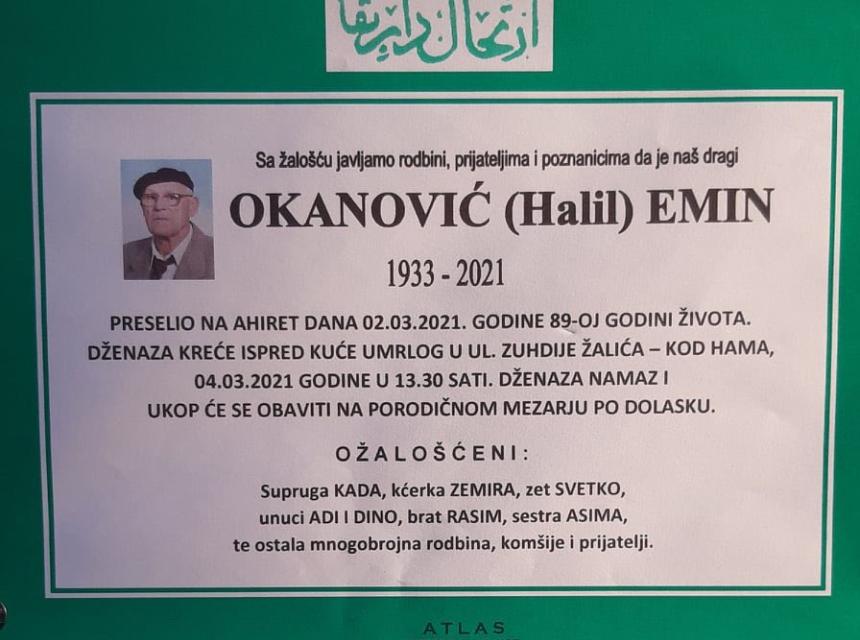 Sa žalošću javljamo rodbini, prijateljima i poznanicima da je naš dragi
OKANOVIĆ (Halil) EMIN
1933 - 2021
PRESELIO NA AHIRET DANA 02.03.2021. GODINE 89-OJ GODINI ŽIVOTA.
DŽENAZA KREĆE ISPRED KUĆE UMRLOG U UL. ZUHDIJE ŽALIĆA – KOD HAMA,
04.03.2021 GODINE U 13.30 SATI. DŽENAZA NAMAZ I
UKOP ĆE SE OBAVITI NA PORODIČNOM MEZARJU PO DOLASKU.
OŽALOŠĆENI:
Supruga KADA, kćerka ZEMIRA, zet SVETKO,
unuci ADI I DINO, brat RASIM, sestra ASIMA,
te ostala mnogobrojna rodbina, komšije i prijatelji.
ATLAS